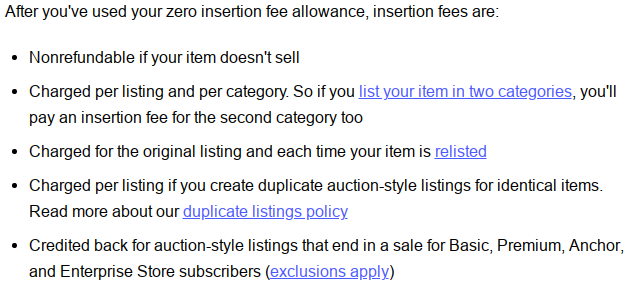 After you've used your zero insertion fee allowance, insertion fees are:
• Nonrefundable if your item doesn't sell
• Charged per listing and per category. So if you list your item in two categories, you'll
pay an insertion fee for the second category too
• Charged for the original listing and each time your item is relisted
• Charged per listing if you create duplicate auction-style listings for identical items.
Read more about our duplicate listings policy
• Credited back for auction-style listings that end in a sale for Basic, Premium, Anchor,
and Enterprise Store subscribers (exclusions apply)